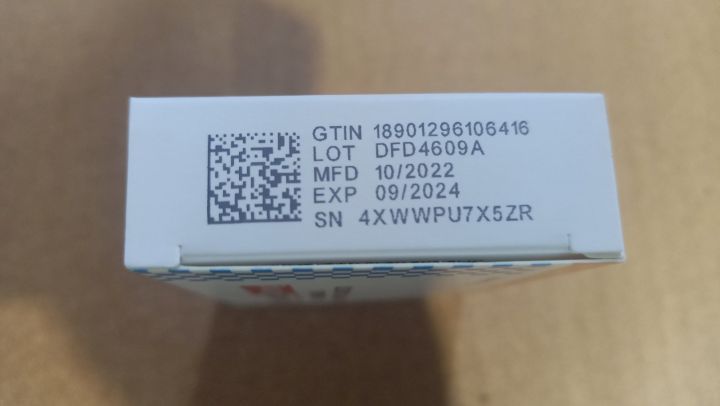 GTIN 18901296106416
LOT DFD4609A
MFD 10/2022
EXP 09/2024
SN 4XWWPU7X5ZR